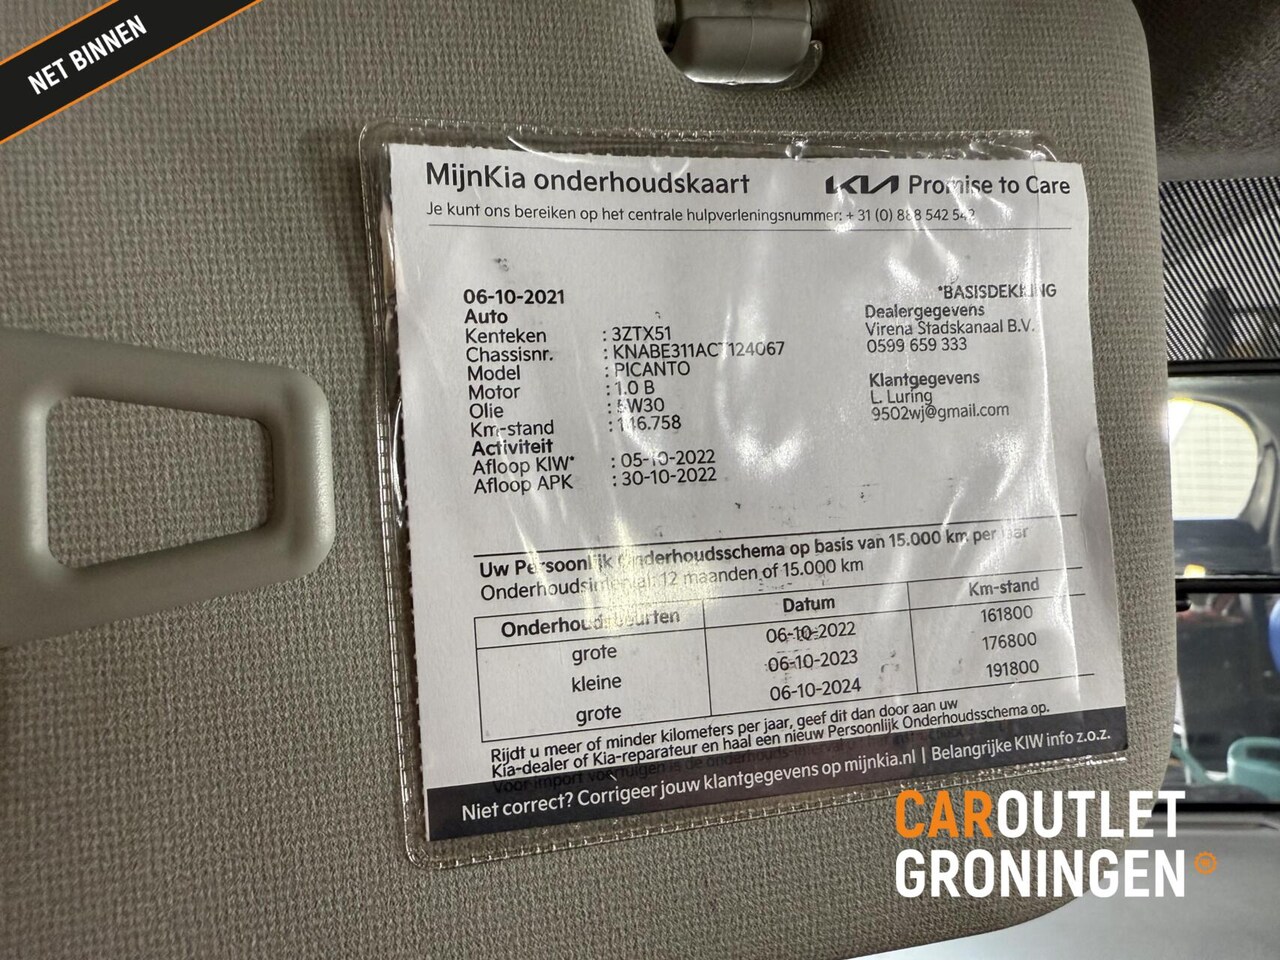 NET BINNEN
MijnKia onderhoudskaart
KIA Promise to Care
Je kunt ons bereiken op het centrale hulpverleningsnummer: + 31 (0) 888 542 542
06-10-2021
Auto
Kenteken : 3ZTX51
Chassisnr. : KNABE311ACT124067
Model : PICANTO
Motor : 1.0 B
Olie : 5W30
Km-stand : 146.758
Activiteit
Afloop KIW* : 05-10-2022
Afloop APK : 30-10-2022
*BASISDEKKING
Dealergegevens
Virena Stadskanaal B.V.
0599 659 333
Klantgegevens
L. Luring
9502wj@gmail.com
Uw Persoonlijk Onderhoudsschema op basis van 15.000 km per jaar
Onderhoudsinterval: 12 maanden of 15.000 km
Onderhoudsbeurten Datum Km-stand
grote 06-10-2022 161800
kleine 06-10-2023 176800
grote 06-10-2024 191800
Rijdt u meer of minder kilometers per jaar, geef dit dan door aan uw
Kia-dealer of Kia-reparateur en haal een nieuw Persoonlijk Onderhoudsschema op.
Niet correct? Corrigeer jouw klantgegevens op mijnkia.nl | Belangrijke KIW info z.o.z.
CAROUTLET
GRONINGEN